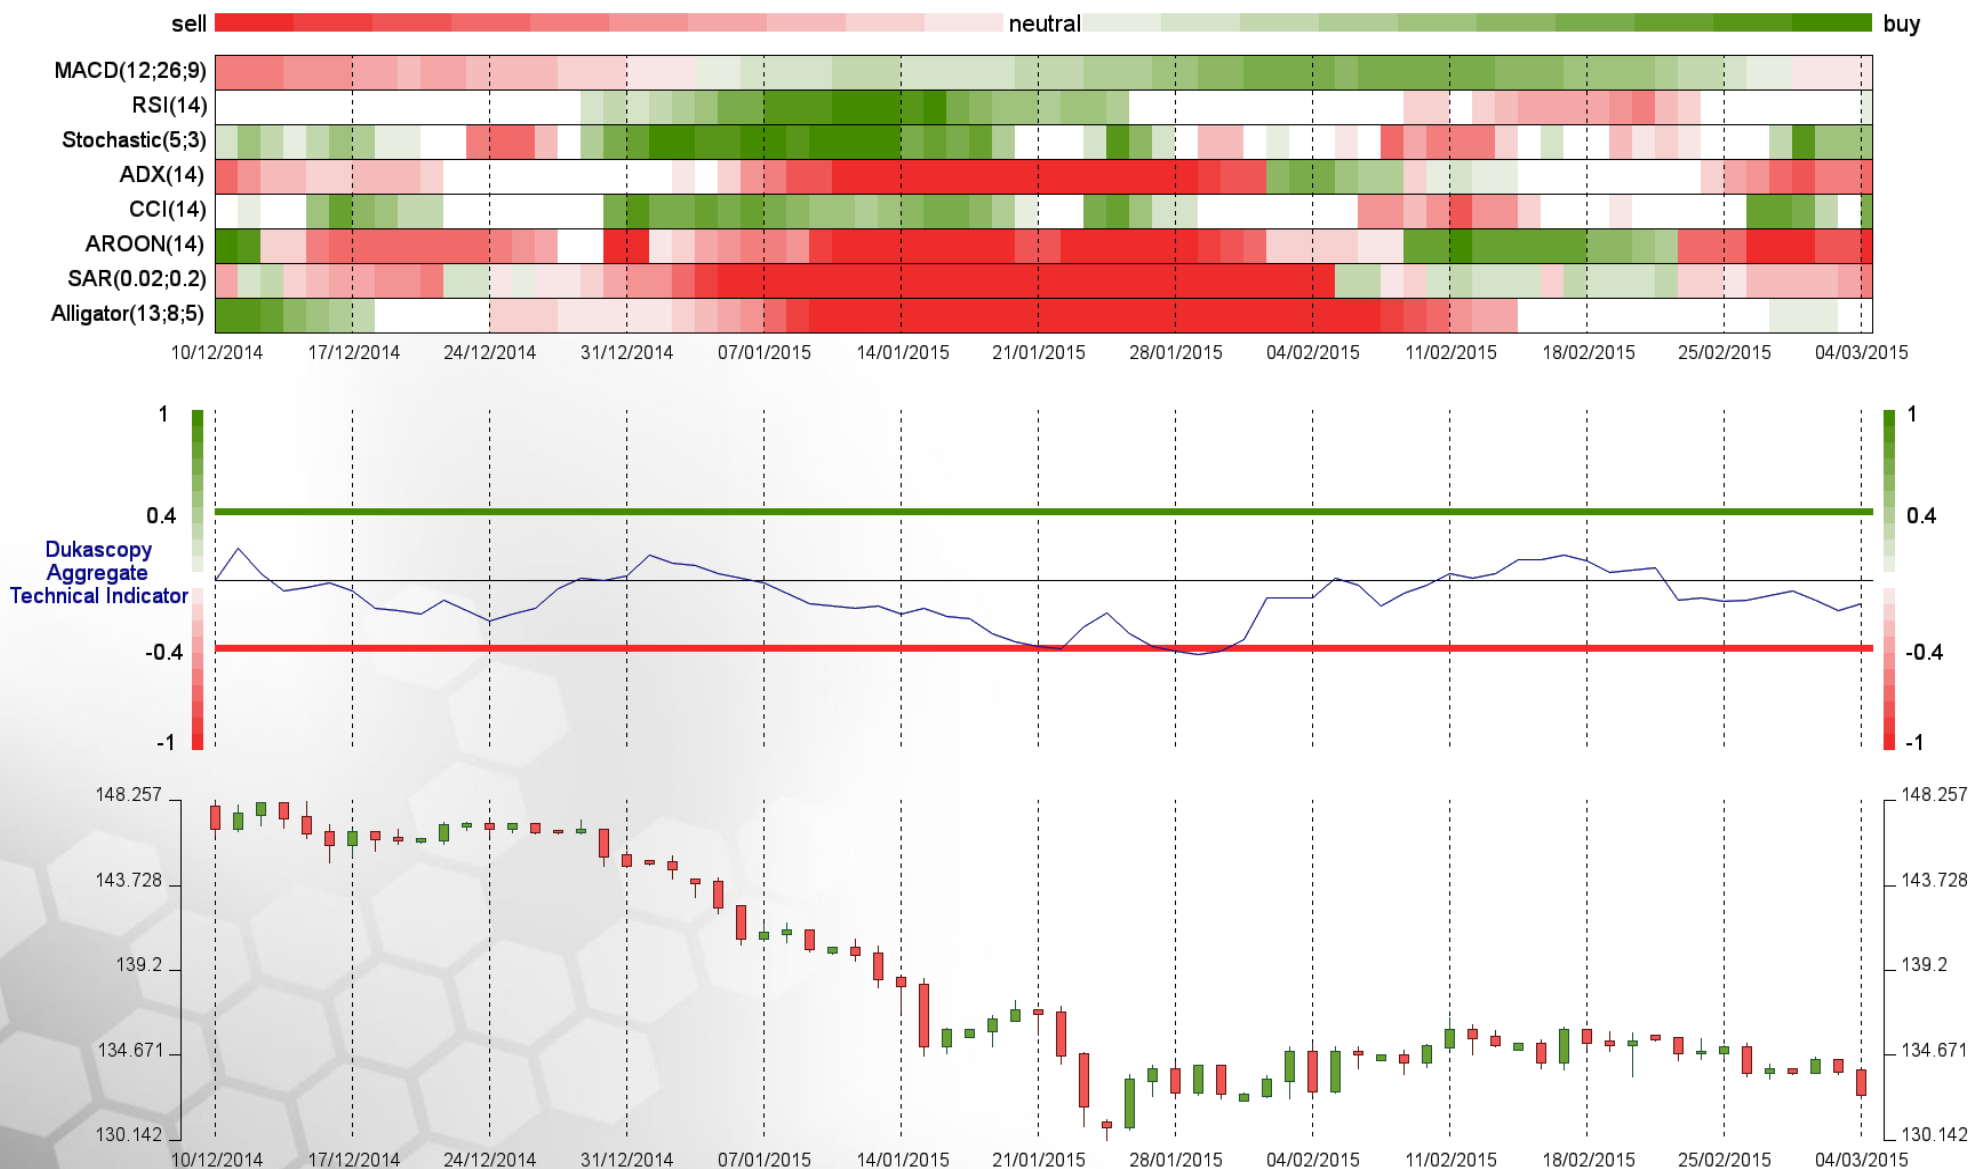 sell neutral buy
MACD(12;26;9)
RSI(14)
Stochastic(5;3)
ADX(14)
CCI(14)
AROON(14)
SAR(0.02;0.2)
Alligator(13;8;5)
10/12/2014 17/12/2014 24/12/2014 31/12/2014 07/01/2015 14/01/2015 21/01/2015 28/01/2015 04/02/2015 11/02/2015 18/02/2015 25/02/2015 04/03/2015
1 1
0.4 0.4
Dukascopy
Aggregate
Technical Indicator
-0.4 -0.4
-1 -1
148.257 148.257
143.728 143.728
139.2 139.2
134.671 134.671
130.142 130.142
10/12/2014 17/12/2014 24/12/2014 31/12/2014 07/01/2015 14/01/2015 21/01/2015 28/01/2015 04/02/2015 11/02/2015 18/02/2015 25/02/2015 04/03/2015